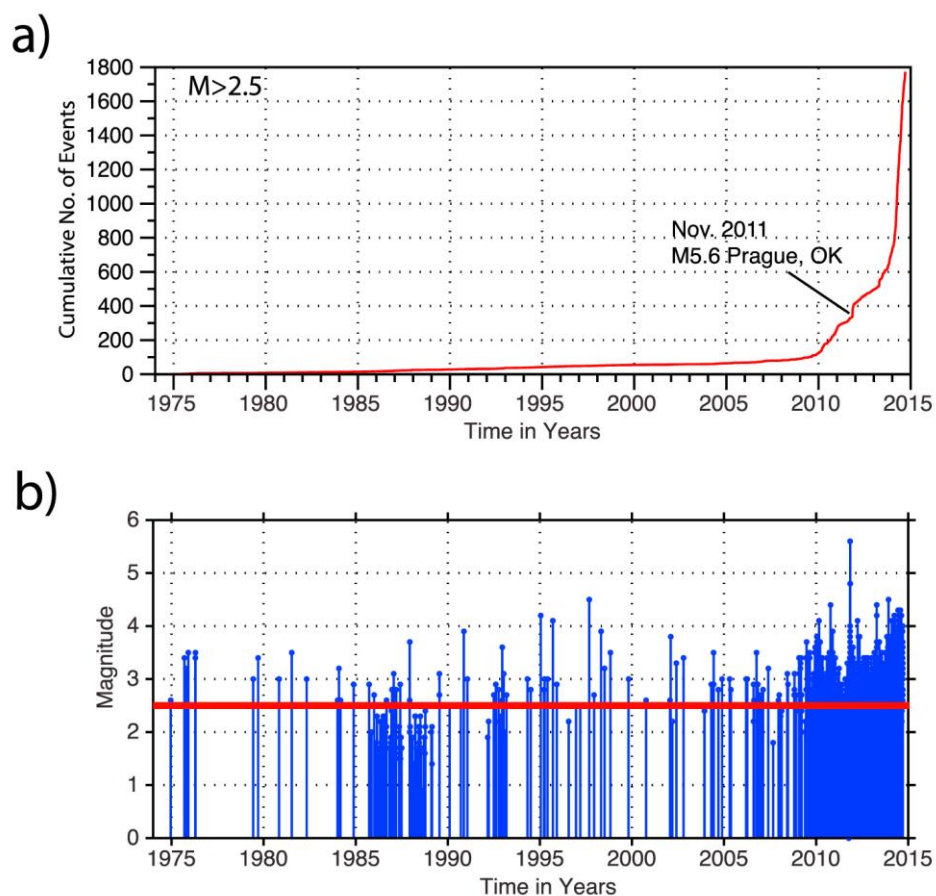 a)
M>2.5
1800
1600
1400
1200
1000
800
600
400
200
0
Cumulative No. of Events
Nov. 2011
M5.6 Prague, OK
1975 1980 1985 1990 1995 2000 2005 2010 2015
Time in Years
b)
6
5
4
3
2
1
0
Magnitude
1975 1980 1985 1990 1995 2000 2005 2010 2015
Time in Years